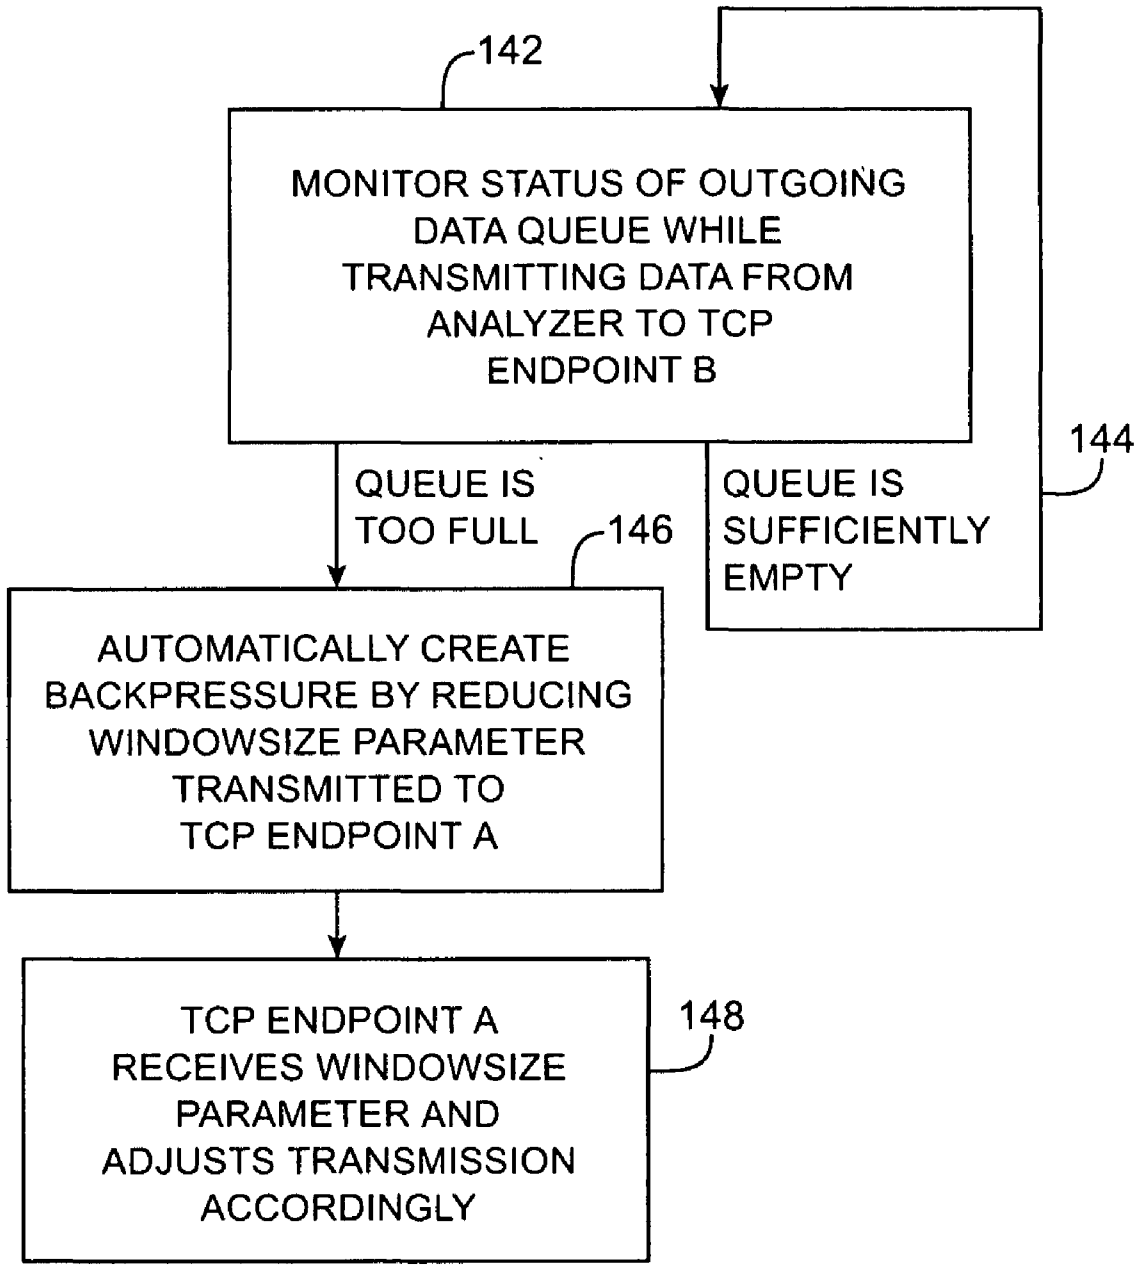 142
MONITOR STATUS OF OUTGOING
DATA QUEUE WHILE
TRANSMITTING DATA FROM
ANALYZER TO TCP
ENDPOINT B
144
QUEUE IS
TOO FULL
QUEUE IS
SUFFICIENTLY
EMPTY
146
AUTOMATICALLY CREATE
BACKPRESSURE BY REDUCING
WINDOWSIZE PARAMETER
TRANSMITTED TO
TCP ENDPOINT A
148
TCP ENDPOINT A
RECEIVES WINDOWSIZE
PARAMETER AND
ADJUSTS TRANSMISSION
ACCORDINGLY